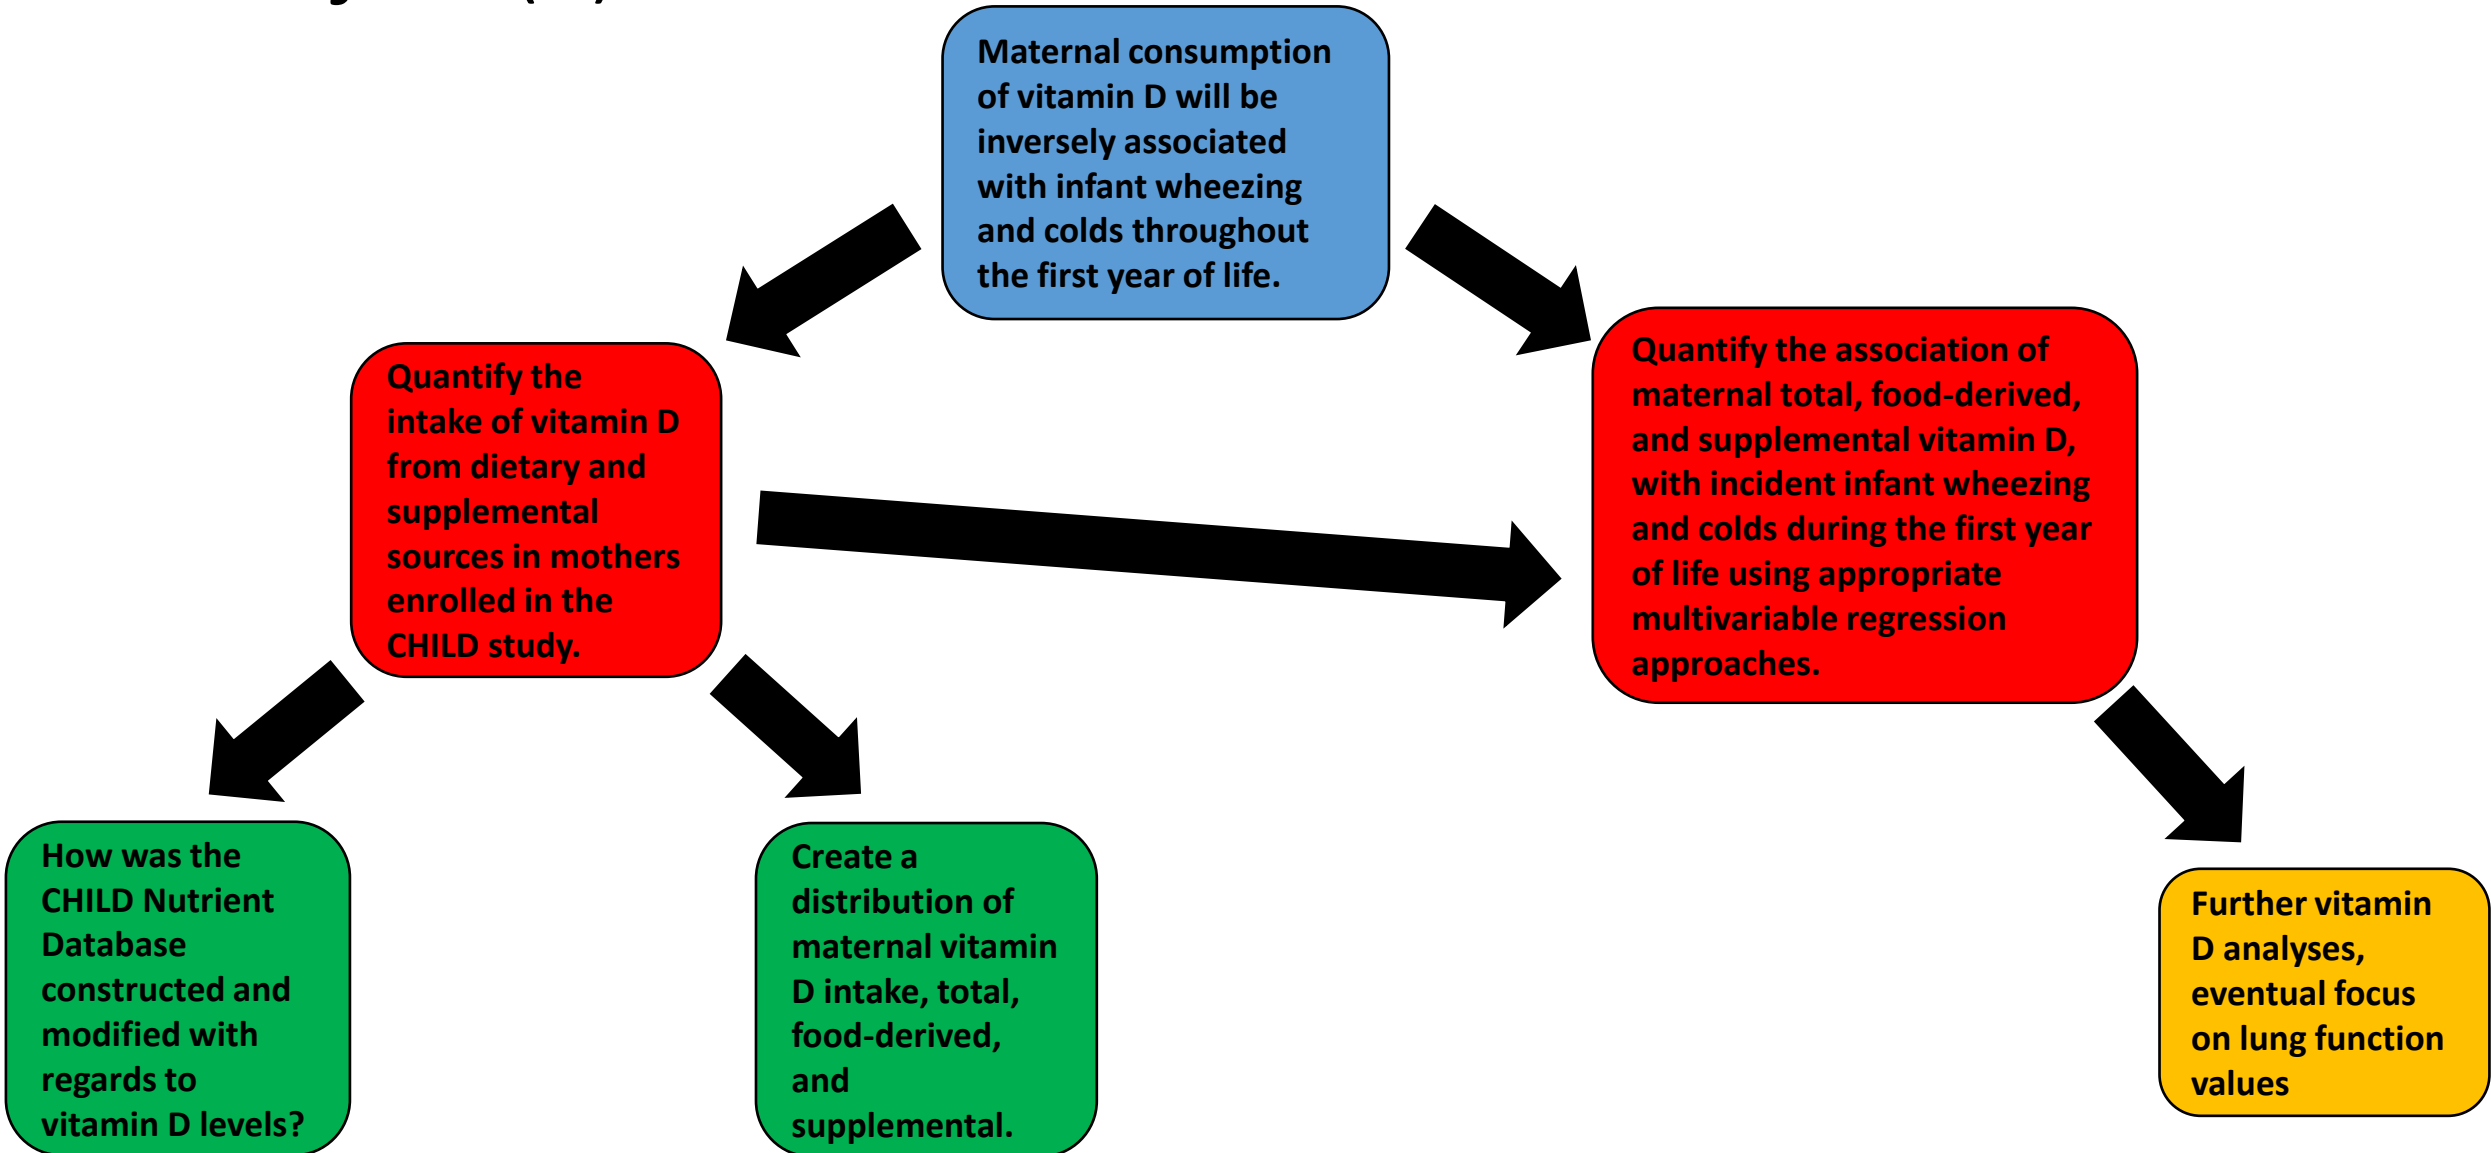 Maternal consumption
of vitamin D will be
inversely associated
with infant wheezing
and colds throughout
the first year of life.
Quantify the
intake of vitamin D
from dietary and
supplemental
sources in mothers
enrolled in the
CHILD study.
Quantify the association of
maternal total, food-derived,
and supplemental vitamin D,
with incident infant wheezing
and colds during the first year
of life using appropriate
multivariable regression
approaches.
How was the
CHILD Nutrient
Database
constructed and
modified with
regards to
vitamin D levels?
Create a
distribution of
maternal vitamin
D intake, total,
food-derived,
and
supplemental.
Further vitamin
D analyses,
eventual focus
on lung function
values